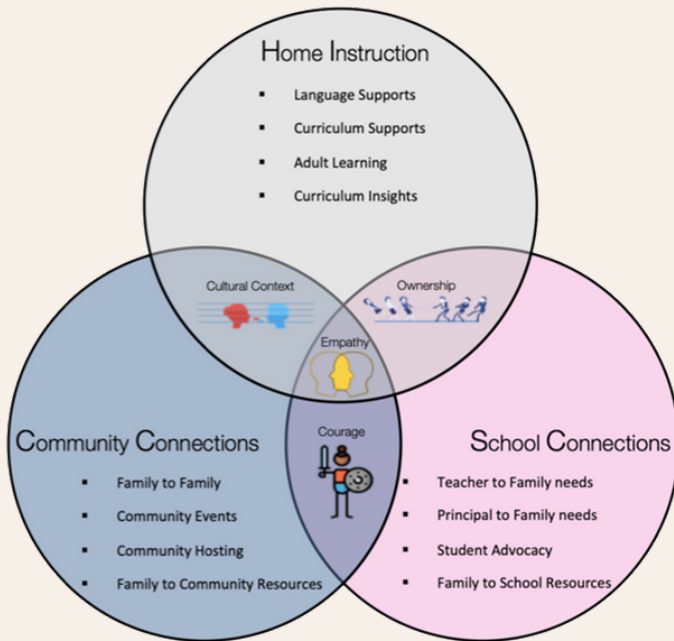 Home Instruction
Language Supports
Curriculum Supports
Adult Learning
Curriculum Insights
Cultural Context
Ownership
Empathy
Courage
Community Connections
Family to Family
Community Events
Community Hosting
Family to Community Resources
School Connections
Teacher to Family needs
Principal to Family needs
Student Advocacy
Family to School Resources